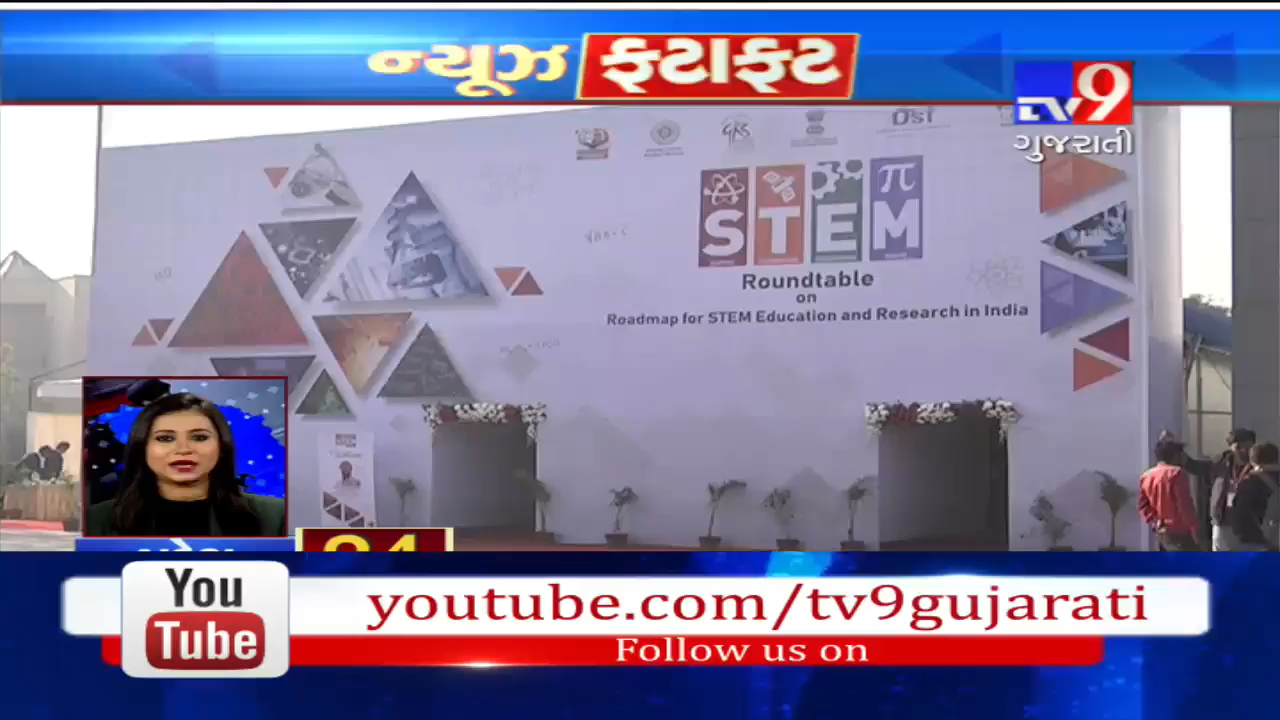 ન્યૂઝ ફટાફટ
TV9
ગુજરાતી
STEM
Roundtable
on
Roadmap for STEM Education and Research in India
You
Tube
youtube.com/tv9gujarati
Follow us on